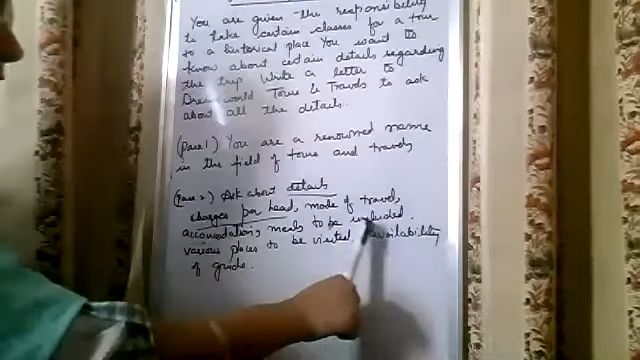 You are given the responsibility
to take certain classes for a tour
to a historical place You want to
know about certain details regarding
the trip. Write a letter to
Dream world Tours & Travels to ask
about all the details.
(Para 1) You are a renowned name
in the field of tours and travels
(Para 2) Ask about details
charges per head, mode of travel,
accomodation, meals to be included.
various places to be visited. availability
of guide.